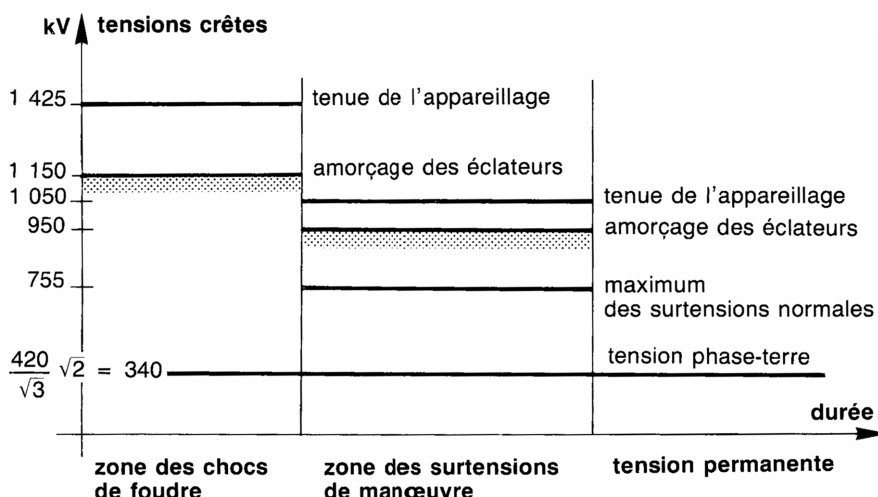 kV tensions crêtes
1 425 tenue de l'appareillage
1 150 amorçage des éclateurs
1 050 tenue de l'appareillage
950 amorçage des éclateurs
755 maximum
des surtensions normales
tension phase-terre
420/√3 √2 = 340
durée
zone des chocs
de foudre
zone des surtensions
de manœuvre
tension permanente